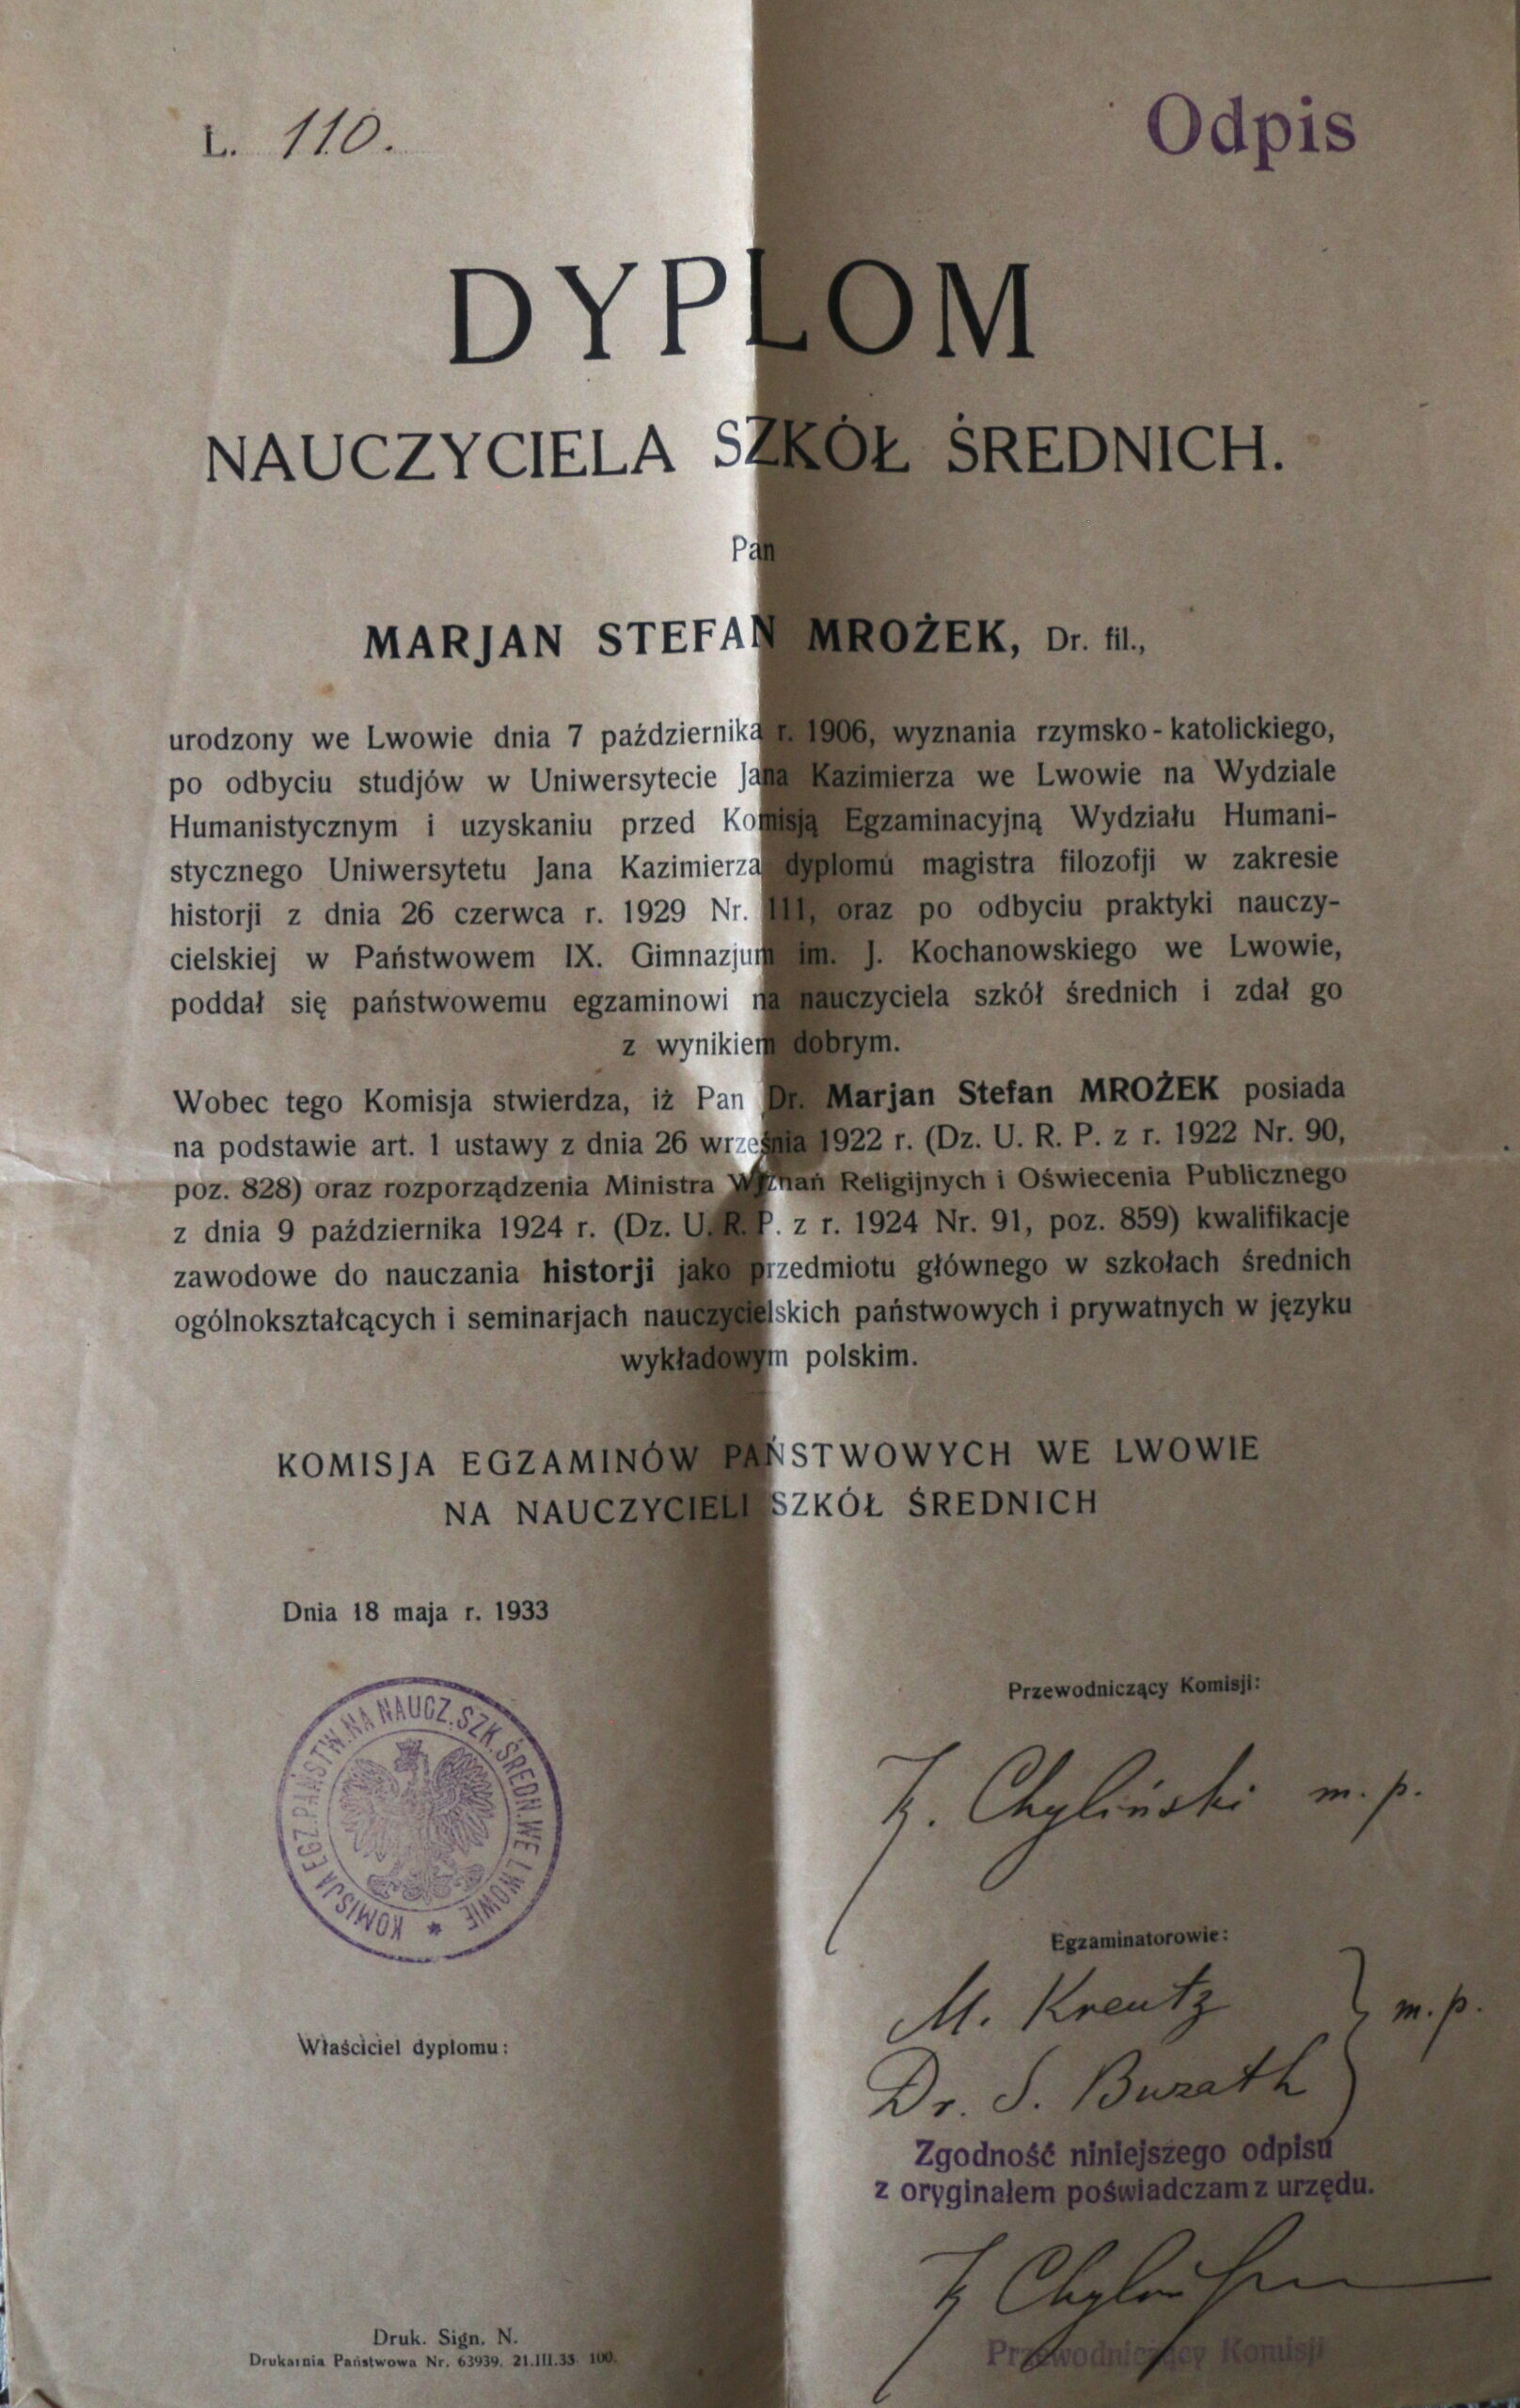 L. 110.
Odpis
DYPLOM
NAUCZYCIELA SZKÓŁ ŚREDNICH.
Pan
MARJAN STEFAN MROŻEK, Dr. fil.,
urodzony we Lwowie dnia 7 października r. 1906, wyznania rzymsko-katolickiego,
po odbyciu studjów w Uniwersytecie Jana Kazimierza we Lwowie na Wydziale
Humanistycznym i uzyskaniu przed Komisją Egzaminacyjną Wydziału Humani-
stycznego Uniwersytetu Jana Kazimierza dyplomu magistra filozofji w zakresie
historji z dnia 26 czerwca r. 1929 Nr. 111, oraz po odbyciu praktyki nauczy-
cielskiej w Państwowem IX. Gimnazjum im. J. Kochanowskiego we Lwowie,
poddał się państwowemu egzaminowi na nauczyciela szkół średnich i zdał go
z wynikiem dobrym.
Wobec tego Komisja stwierdza, iż Pan Dr. Marjan Stefan MROŻEK posiada
na podstawie art. 1 ustawy z dnia 26 września 1922 r. (Dz. U. R. P. z r. 1922 Nr. 90,
poz. 828) oraz rozporządzenia Ministra Wyznań Religijnych i Oświecenia Publicznego
z dnia 9 października 1924 r. (Dz. U. R. P. z r. 1924 Nr. 91, poz. 859) kwalifikacje
zawodowe do nauczania historji jako przedmiotu głównego w szkołach średnich
ogólnokształcących i seminarjach nauczycielskich państwowych i prywatnych w języku
wykładowym polskim.
KOMISJA EGZAMINÓW PAŃSTWOWYCH WE LWOWIE
NA NAUCZYCIELI SZKÓŁ ŚREDNICH
Dnia 18 maja r. 1933
KOMISJA EGZ. PAŃSTW. NA NAUCZ. SZK. ŚREDN. WE LWOWIE *
Przewodniczący Komisji:
K. Chyliński m. p.
Egzaminatorowie:
M. Kreutz
m. p.
Dr. S. Burath
Właściciel dyplomu:
Zgodność niniejszego odpisu
z oryginałem poświadczam z urzędu.
K Chyliński
Przewodniczący Komisji
Druk. Sign. N.
Drukarnia Państwowa Nr. 63939. 21.III.33. 100.